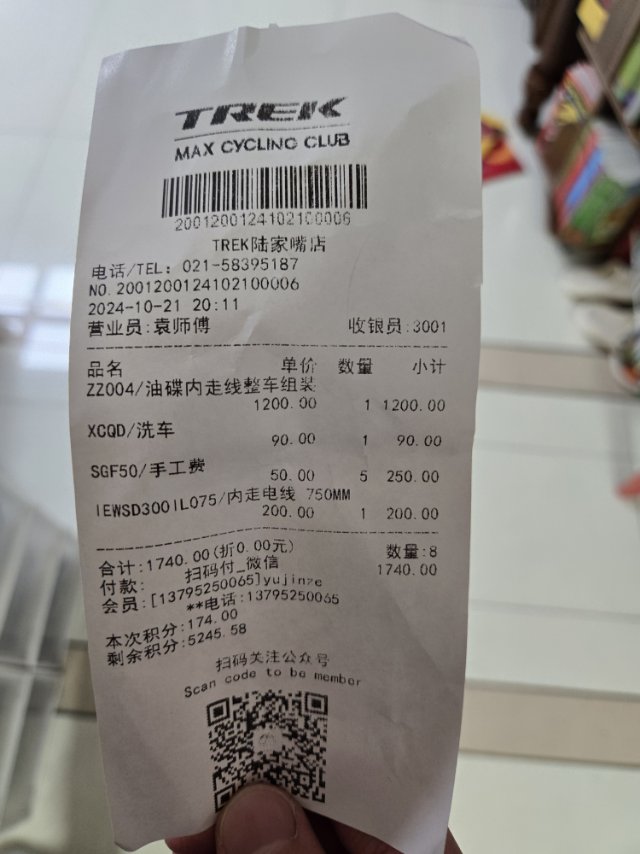 TREK
MAX CYCLING CLUB
2001200124102100006
TREK陆家嘴店
电话/TEL: 021-58395187
NO.2001200124102100006
2024-10-21 20:11
营业员:袁师傅 收银员:3001
品名 单价 数量 小计
ZZ004/油碟内走线整车组装
1200.00 1 1200.00
XCQD/洗车
90.00 1 90.00
SGF50/手工费
50.00 5 250.00
IEWSD300IL075/内走电线 750MM
200.00 1 200.00
合计:1740.00(折0.00元) 数量:8
付款: 扫码付_微信 1740.00
会员:[13795250065]yujinze
**电话:13795250065
本次积分:174.00
剩余积分:5245.58
扫码关注公众号
Scan code to be member